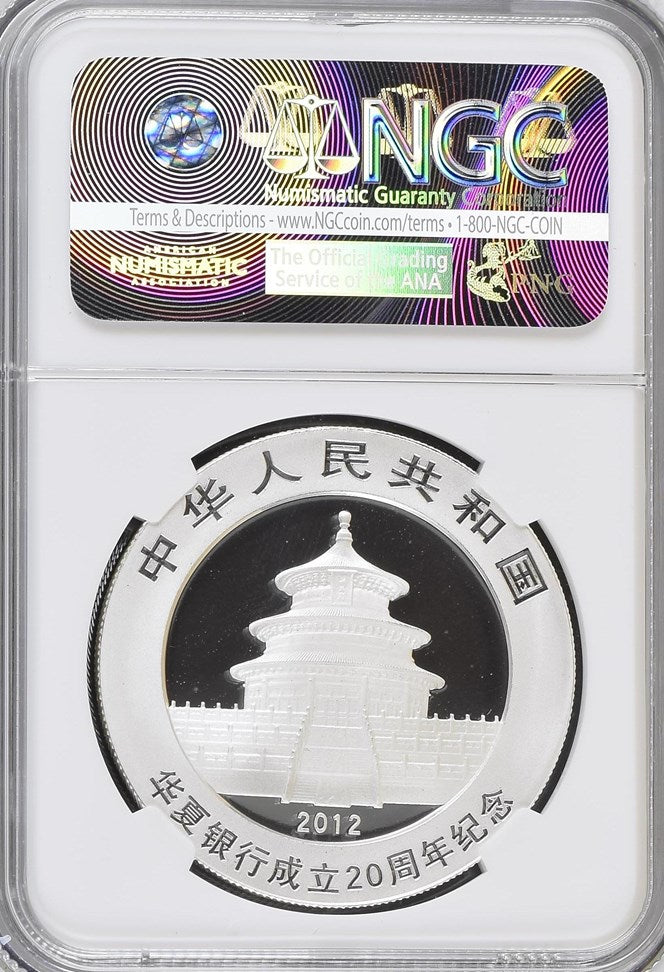 NGC
Numismatic Guaranty Corporation
Terms & Descriptions - www.NGCcoin.com/terms • 1-800-NGC-COIN
AMERICAN
NUMISMATIC
ASSOCIATION
The Official Grading
Service of the ANA
PNG
中华人民共和国
2012
华夏银行成立20周年纪念